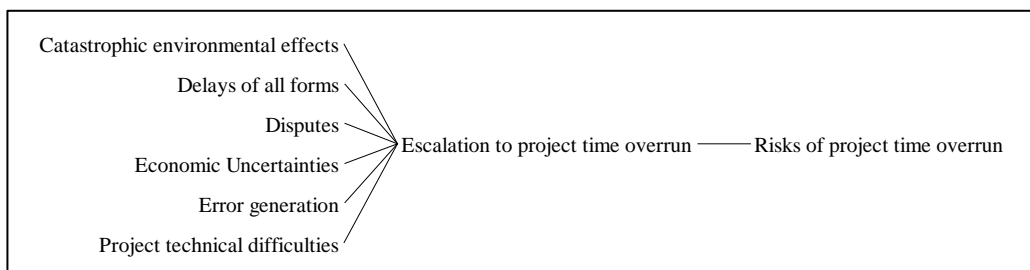 Catastrophic environmental effects
Delays of all forms
Disputes
Escalation to project time overrun
Risks of project time overrun
Economic Uncertainties
Error generation
Project technical difficulties